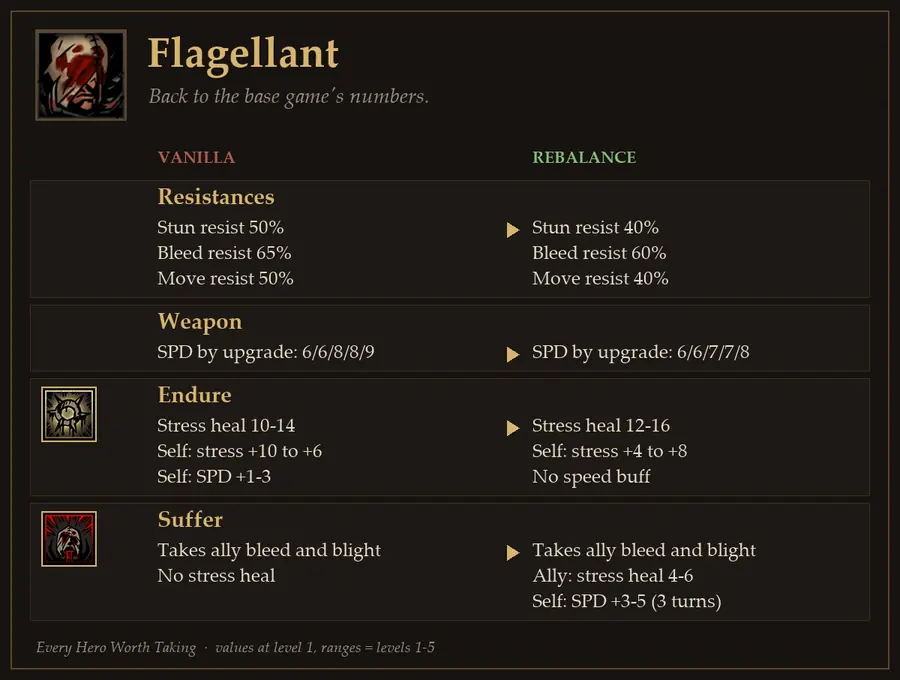 Flagellant
Back to the base game's numbers.
VANILLA
REBALANCE
Resistances
Stun resist 50%
Stun resist 40%
Bleed resist 65%
Bleed resist 60%
Move resist 50%
Move resist 40%
Weapon
SPD by upgrade: 6/6/8/8/9
SPD by upgrade: 6/6/7/7/8
Endure
Stress heal 10-14
Stress heal 12-16
Self: stress +10 to +6
Self: stress +4 to +8
Self: SPD +1-3
No speed buff
Suffer
Takes ally bleed and blight
Takes ally bleed and blight
No stress heal
Ally: stress heal 4-6
Self: SPD +3-5 (3 turns)
Every Hero Worth Taking · values at level 1, ranges = levels 1-5